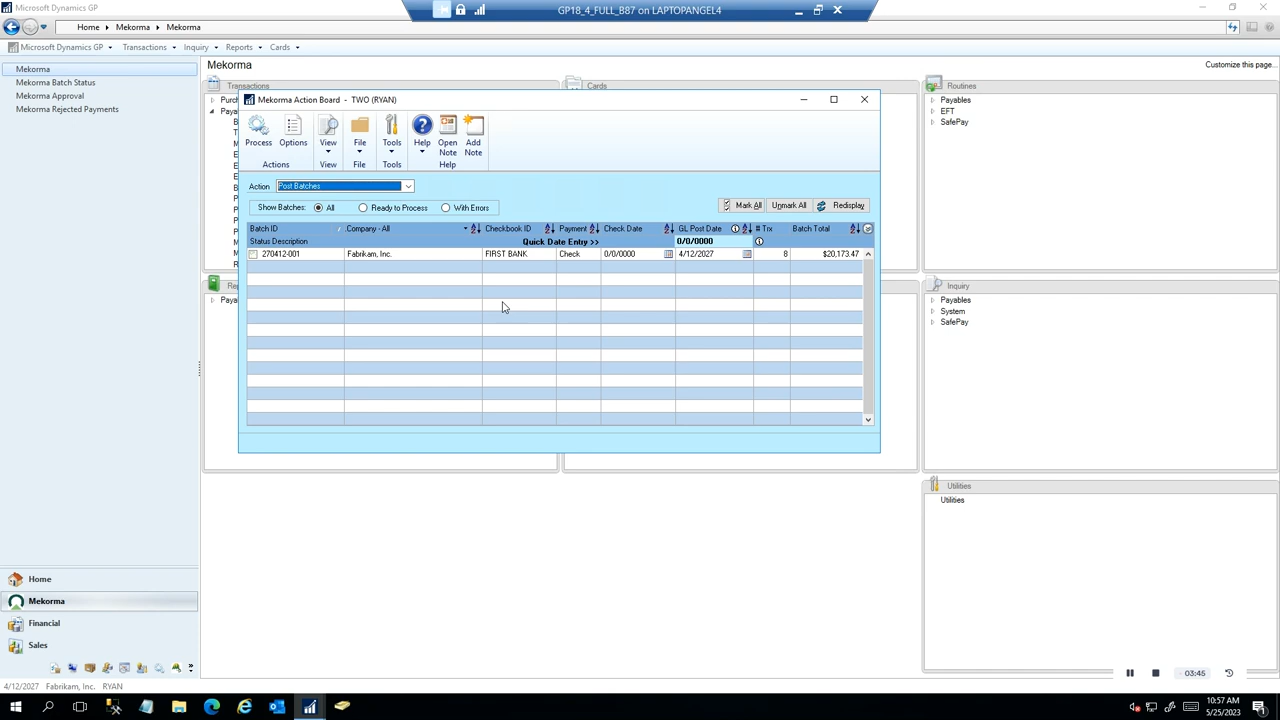 Microsoft Dynamics GP
GP18_4_FULL_B87 on LAPTOPANGEL4
Home Mekorma Mekorma
Microsoft Dynamics GP Transactions Inquiry Reports Cards
Mekorma
Customize this page...
Mekorma
Mekorma Batch Status
Mekorma Approval
Mekorma Rejected Payments
Transactions
Cards
Routines
Payables
EFT
SafePay
Mekorma Action Board - TWO (RYAN)
Process Options View File Tools Help Open Note Add Note
Actions View File Tools Help
Action Post Batches
Show Batches: All Ready to Process With Errors
Mark All Unmark All Redisplay
Batch ID Company - All Checkbook ID Payment Check Date GL Post Date # Trx Batch Total
Status Description Quick Date Entry >> 0/0/0000
270412-001 Fabrikam, Inc. FIRST BANK Check 0/0/0000 4/12/2027 8 $20,173.47
Inquiry
Payables
System
SafePay
Utilities
Utilities
Home
Mekorma
Financial
Sales
4/12/2027 Fabrikam, Inc. RYAN
03:45
10:57 AM
5/25/2023